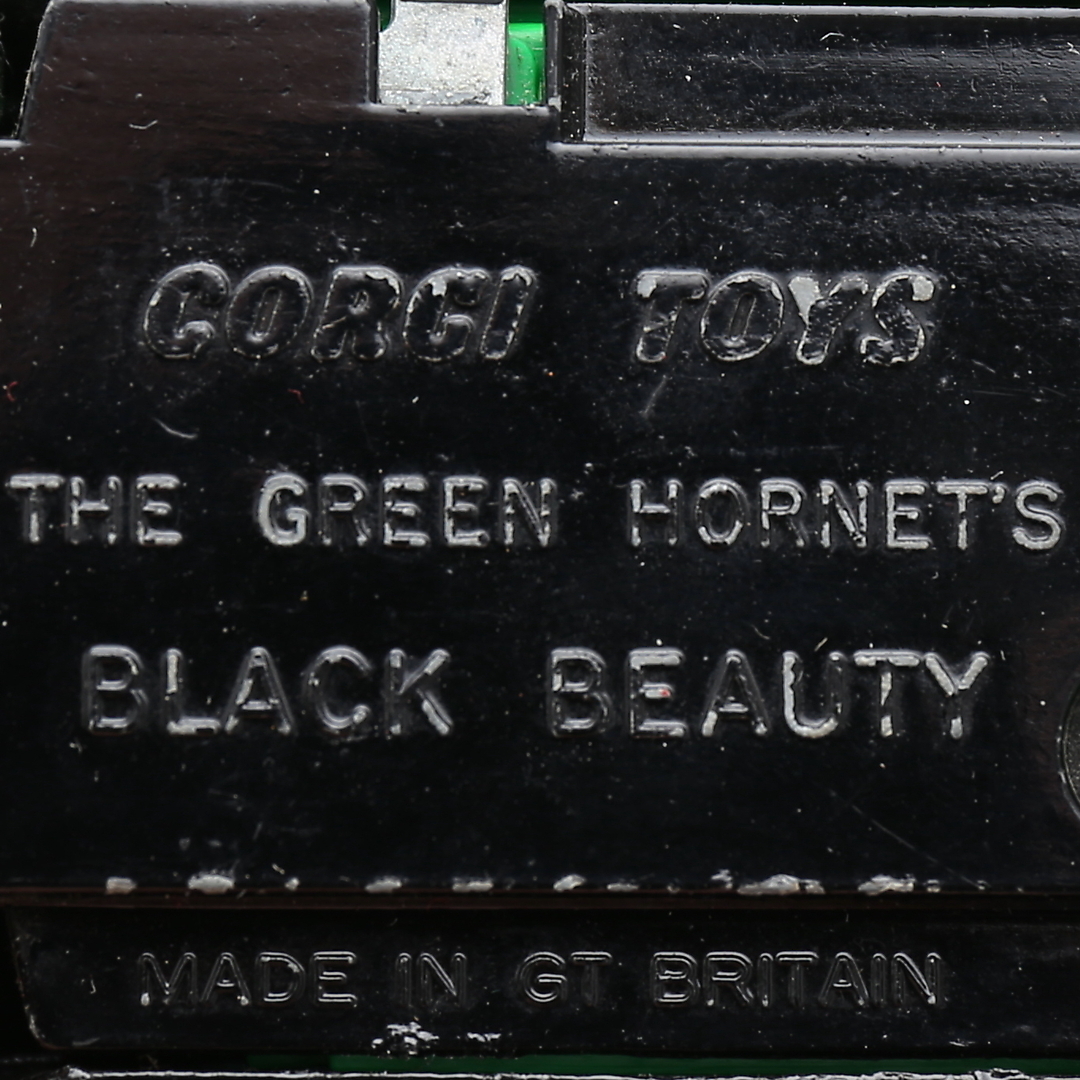 CORGI TOYS
THE GREEN HORNET'S
BLACK BEAUTY
MADE IN GT BRITAIN